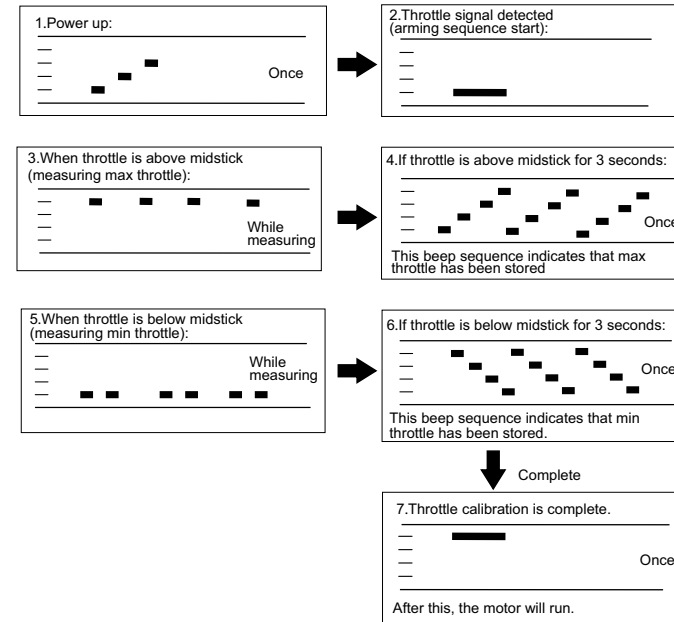 1.Power up:
Once
2.Throttle signal detected
(arming sequence start):
3.When throttle is above midstick
(measuring max throttle):
While
measuring
4.If throttle is above midstick for 3 seconds:
Once
This beep sequence indicates that max
throttle has been stored
5.When throttle is below midstick
(measuring min throttle):
While
measuring
6.If throttle is below midstick for 3 seconds:
Once
This beep sequence indicates that min
throttle has been stored.
Complete
7.Throttle calibration is complete.
Once
After this, the motor will run.